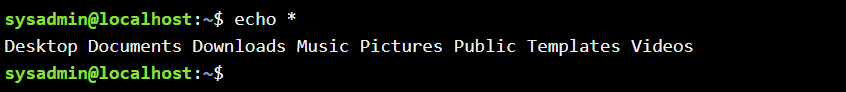 sysadmin@localhost:~$ echo *
Desktop Documents Downloads Music Pictures Public Templates Videos
sysadmin@localhost:~$